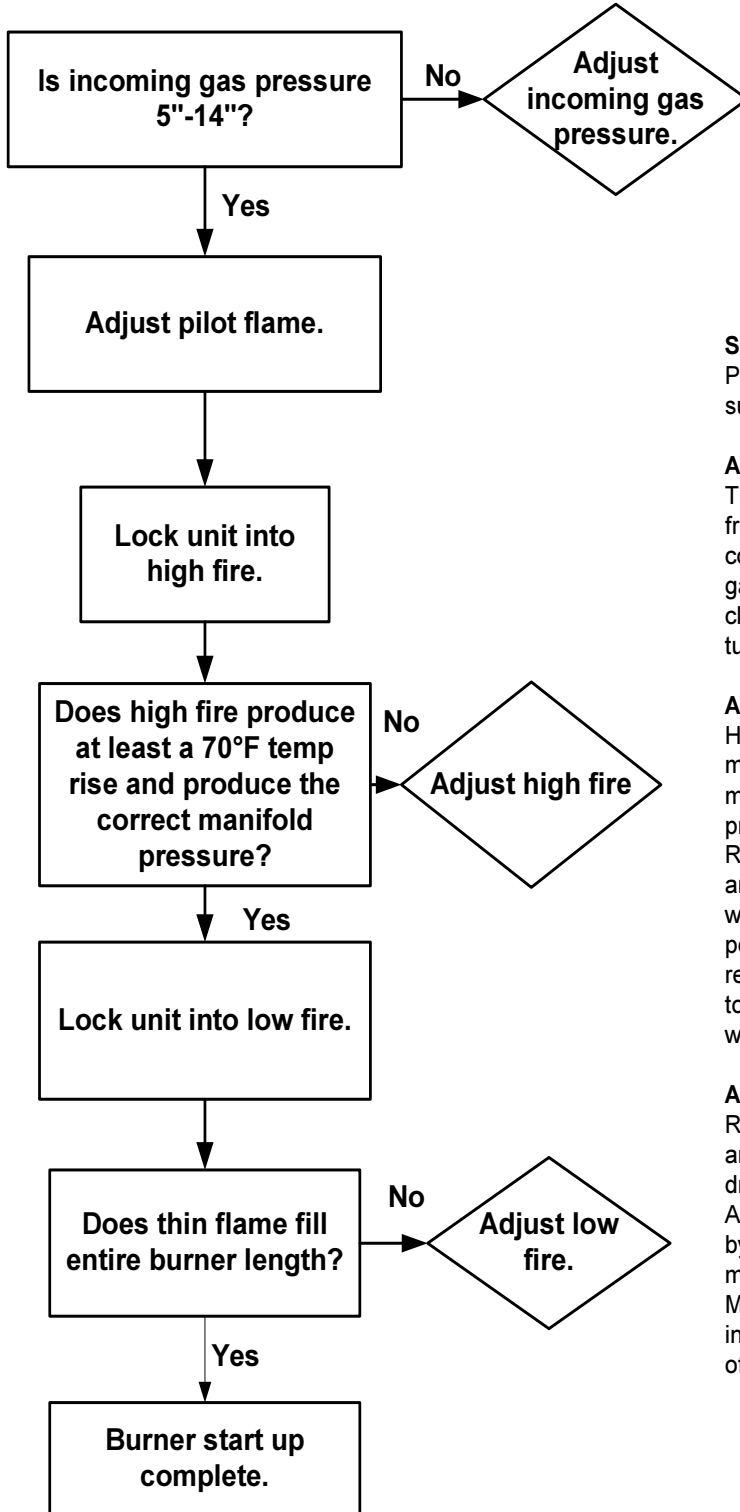 Is incoming gas pressure
5"-14"?
No
Adjust
incoming gas
pressure.
Yes
Adjust pilot flame.
Lock unit into
high fire.
Does high fire produce
at least a 70°F temp
rise and produce the
correct manifold
pressure?
No
Adjust high fire
Yes
Lock unit into low fire.
Does thin flame fill
entire burner length?
No
Adjust low
fire.
Yes
Burner start up
complete.